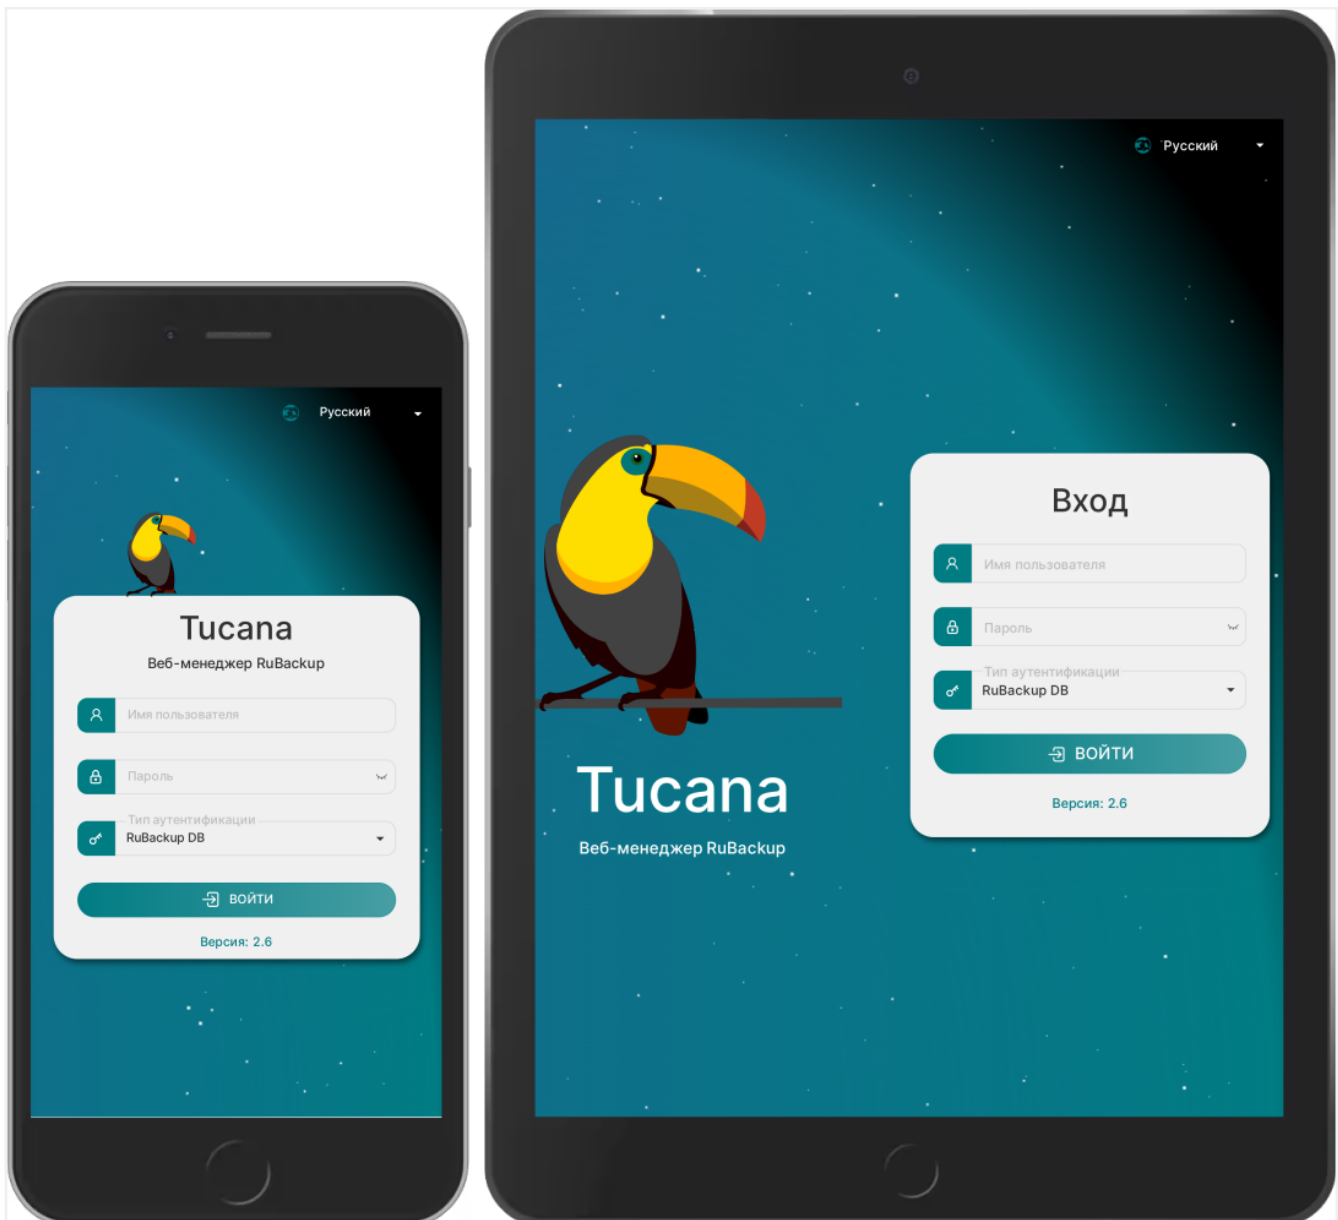 Русский
Tucana
Веб-менеджер RuBackup
Имя пользователя
Пароль
Тип аутентификации
RuBackup DB
ВОЙТИ
Версия: 2.6
Русский
Tucana
Веб-менеджер RuBackup
Вход
Имя пользователя
Пароль
Тип аутентификации
RuBackup DB
ВОЙТИ
Версия: 2.6